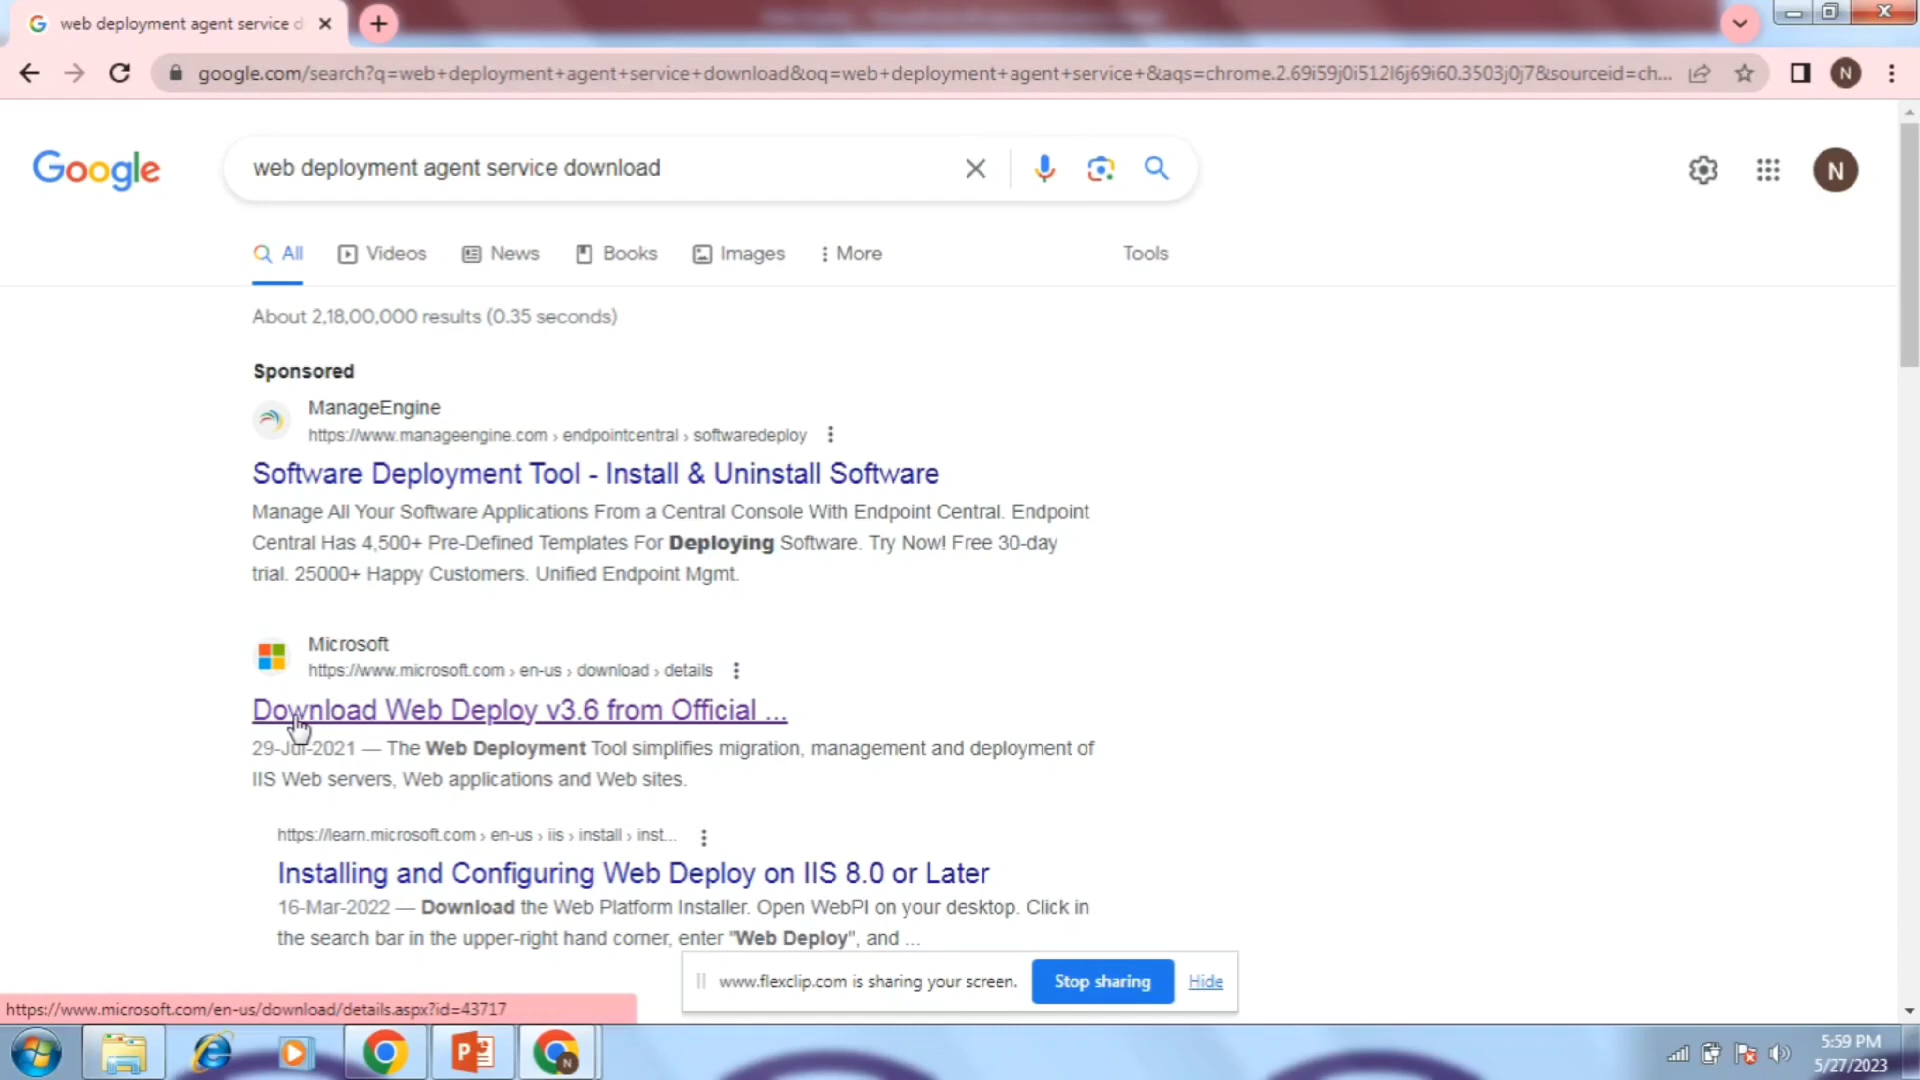 web deployment agent service d
google.com/search?q=web+deployment+agent+service+download&oq=web+deployment+agent+service+&aqs=chrome.2.69i59j0i512l6j69i60.3503j0j7&sourceid=ch...
N
Google
web deployment agent service download
N
All
Videos
News
Books
Images
More
Tools
About 2,18,00,000 results (0.35 seconds)
Sponsored
ManageEngine
https://www.manageengine.com › endpointcentral › softwaredeploy
Software Deployment Tool - Install & Uninstall Software
Manage All Your Software Applications From a Central Console With Endpoint Central. Endpoint
Central Has 4,500+ Pre-Defined Templates For Deploying Software. Try Now! Free 30-day
trial. 25000+ Happy Customers. Unified Endpoint Mgmt.
Microsoft
https://www.microsoft.com › en-us › download › details
Download Web Deploy v3.6 from Official ...
29-Jul-2021 — The Web Deployment Tool simplifies migration, management and deployment of
IIS Web servers, Web applications and Web sites.
https://learn.microsoft.com › en-us › iis › install › inst...
Installing and Configuring Web Deploy on IIS 8.0 or Later
16-Mar-2022 — Download the Web Platform Installer. Open WebPI on your desktop. Click in
the search bar in the upper-right hand corner, enter "Web Deploy", and ...
www.flexclip.com is sharing your screen.
Stop sharing
Hide
https://www.microsoft.com/en-us/download/details.aspx?id=43717
5:59 PM
5/27/2023